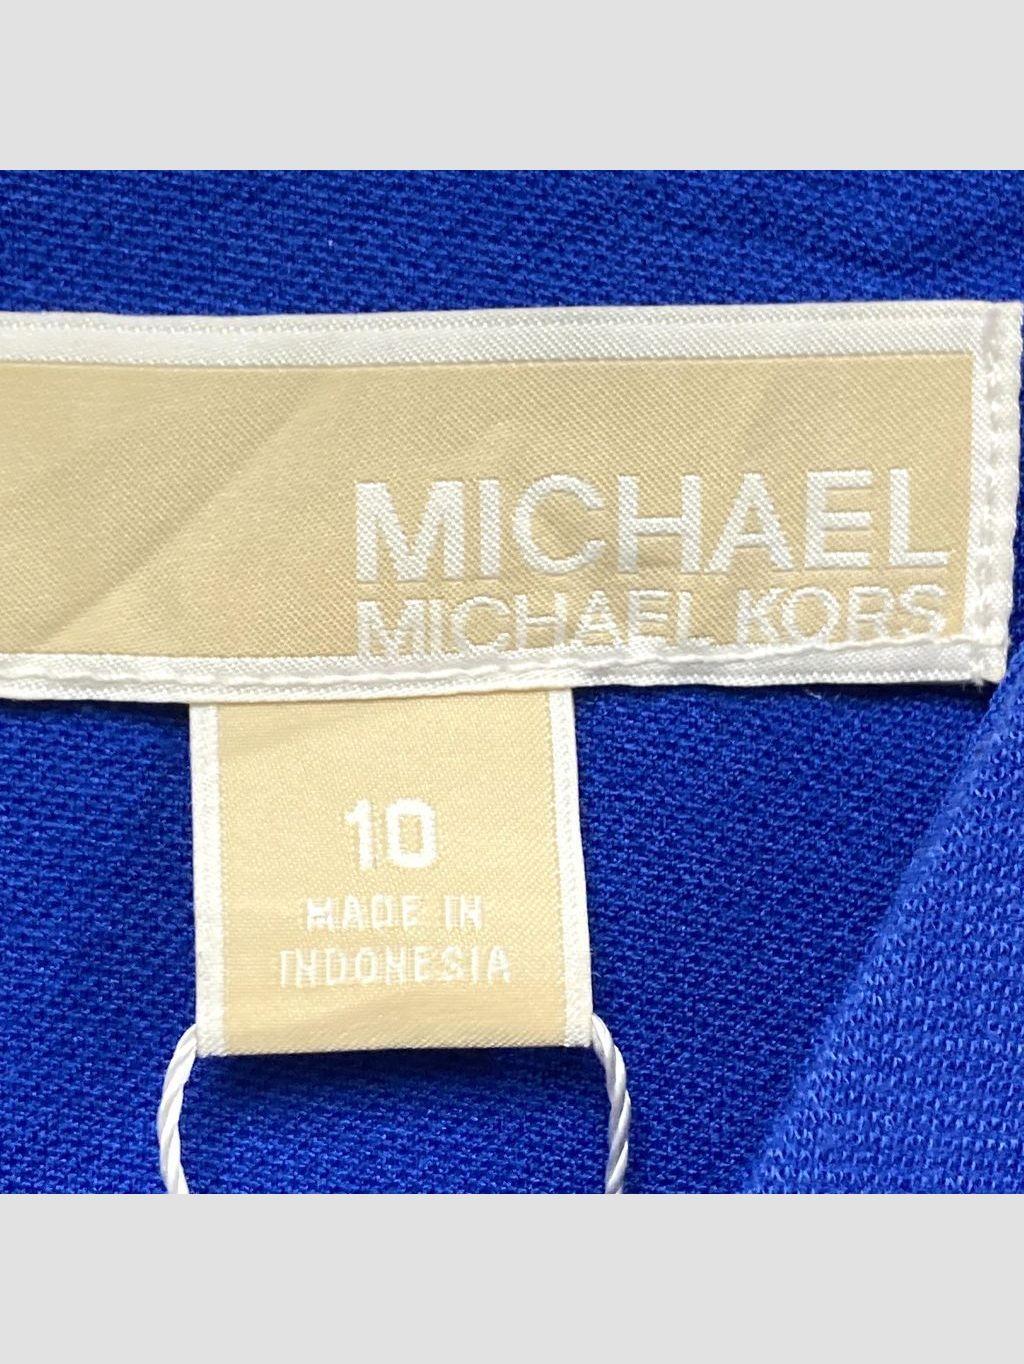 MICHAEL
MICHAEL KORS
10
MADE IN
INDONESIA